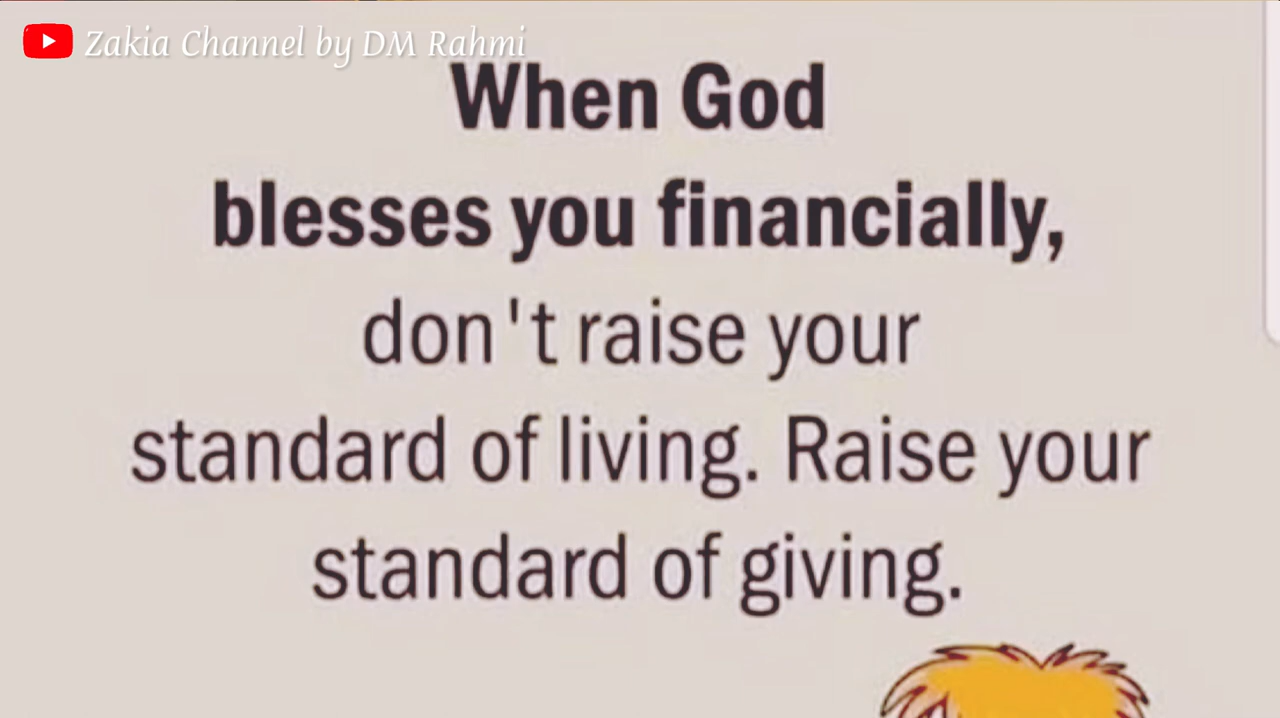 Zakia Channel by DM Rahmi
When God
blesses you financially,
don't raise your
standard of living. Raise your
standard of giving.